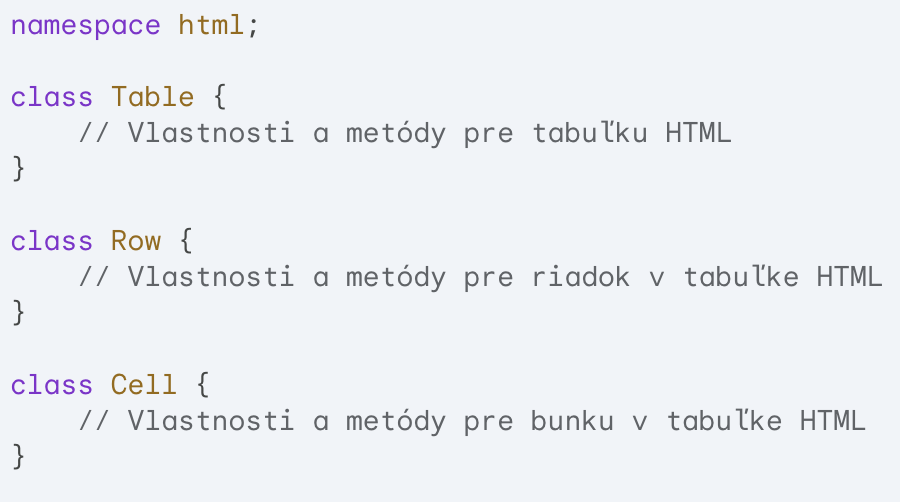 namespace html;

class Table {
    // Vlastnosti a metódy pre tabuľku HTML
}

class Row {
    // Vlastnosti a metódy pre riadok v tabuľke HTML
}

class Cell {
    // Vlastnosti a metódy pre bunku v tabuľke HTML
}